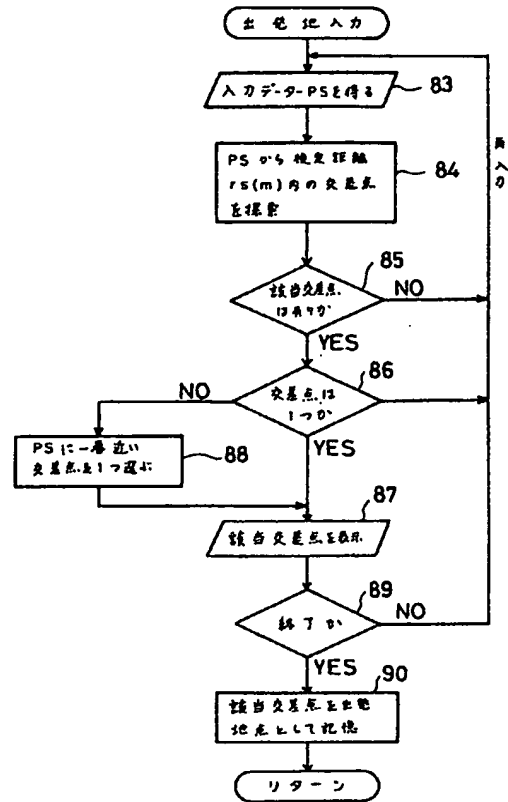 出発地入力
入力データーPSを得る
83
再入力
PSから検定距離
rs(m)内の交差点
を探索
84
85
該当交差点
は有るか
NO
YES
86
交差点は
1つか
NO
YES
PSに一番近い
交差点を1つ選ぶ
88
87
該当交差点を表示
89
終了か
NO
YES
90
該当交差点を出発
地点として記憶
リターン